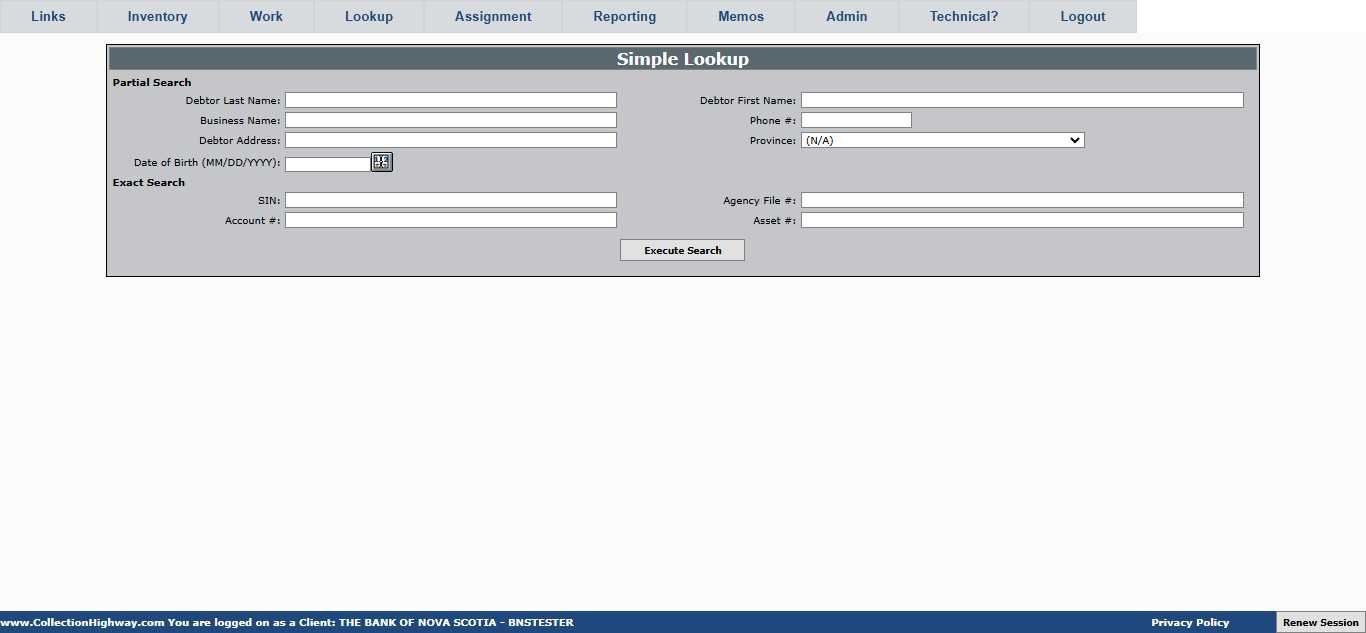 Links Inventory Work Lookup Assignment Reporting Memos Admin Technical? Logout
Simple Lookup
Partial Search
Debtor Last Name: Debtor First Name:
Business Name: Phone #:
Debtor Address: Province: (N/A)
Date of Birth (MM/DD/YYYY):
Exact Search
SIN: Agency File #:
Account #: Asset #:
Execute Search
www.CollectionHighway.com You are logged on as a Client: THE BANK OF NOVA SCOTIA - BNSTESTER Privacy Policy Renew Session